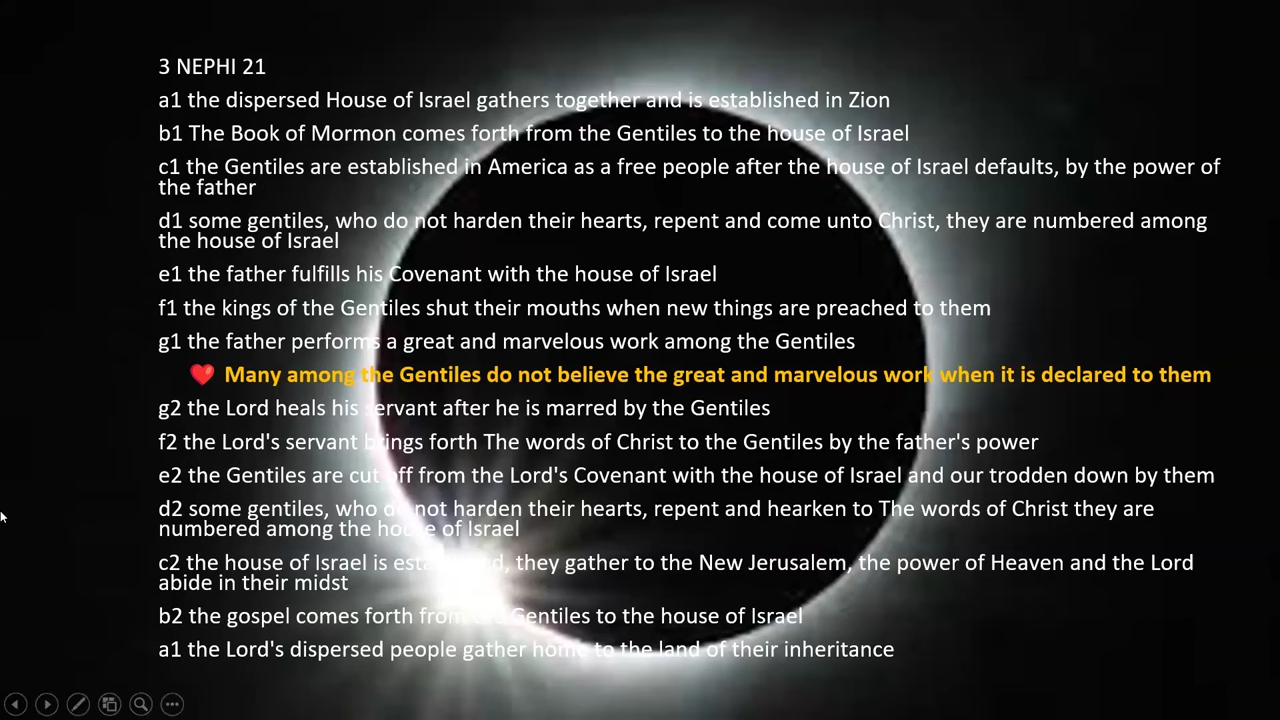 3 NEPHI 21
a1 the dispersed House of Israel gathers together and is established in Zion
b1 The Book of Mormon comes forth from the Gentiles to the house of Israel
c1 the Gentiles are established in America as a free people after the house of Israel defaults, by the power of
the father
d1 some gentiles, who do not harden their hearts, repent and come unto Christ, they are numbered among
the house of Israel
e1 the father fulfills his Covenant with the house of Israel
f1 the kings of the Gentiles shut their mouths when new things are preached to them
g1 the father performs a great and marvelous work among the Gentiles
❤️ Many among the Gentiles do not believe the great and marvelous work when it is declared to them
g2 the Lord heals his servant after he is marred by the Gentiles
f2 the Lord's servant brings forth The words of Christ to the Gentiles by the father's power
e2 the Gentiles are cut off from the Lord's Covenant with the house of Israel and our trodden down by them
d2 some gentiles, who do not harden their hearts, repent and hearken to The words of Christ they are
numbered among the house of Israel
c2 the house of Israel is established, they gather to the New Jerusalem, the power of Heaven and the Lord
abide in their midst
b2 the gospel comes forth from the Gentiles to the house of Israel
a1 the Lord's dispersed people gather home to the land of their inheritance